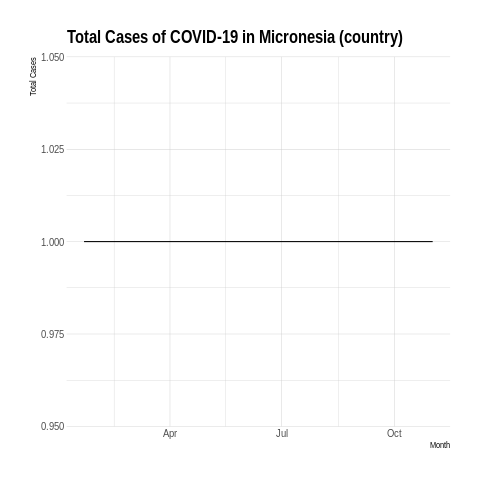 Total Cases of COVID-19 in Micronesia (country)
Total Cases
1.050
1.025
1.000
0.975
0.950
Apr Jul Oct
Month